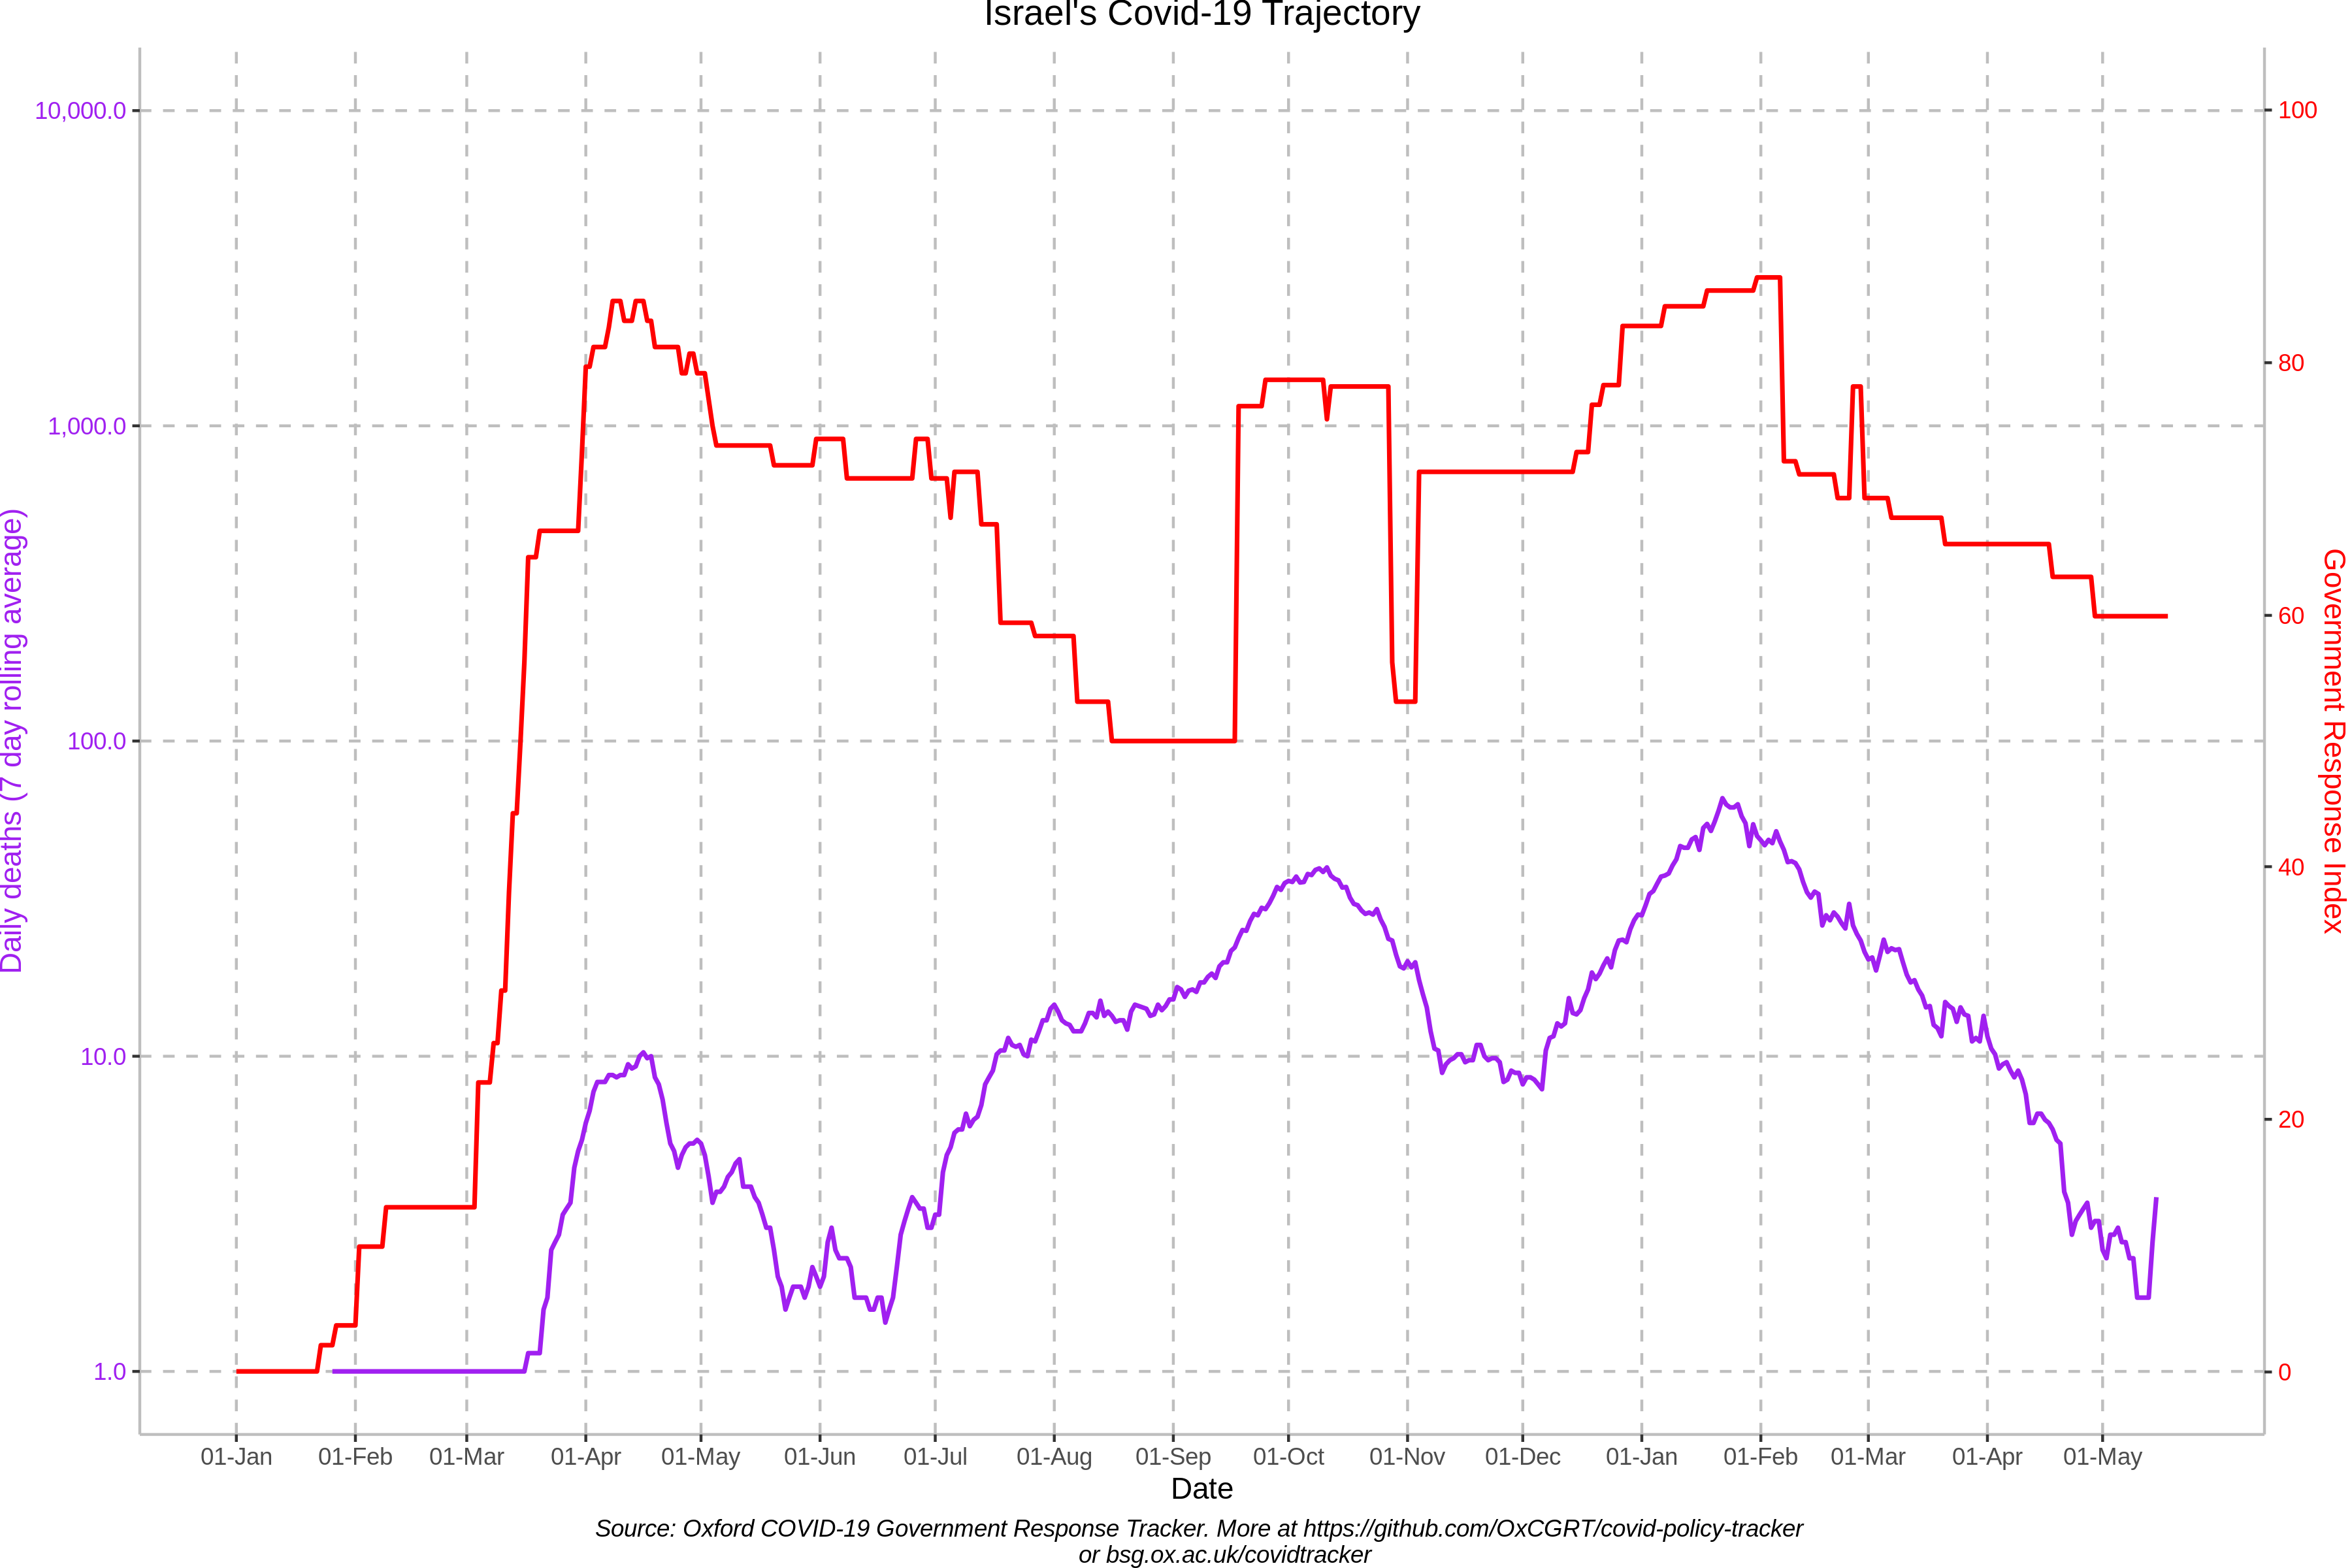 Israel's Covid-19 Trajectory
Daily deaths (7 day rolling average)
10,000.0
1,000.0
100.0
10.0
1.0
100
80
60
40
20
0
Government Response Index
01-Jan 01-Feb 01-Mar 01-Apr 01-May 01-Jun 01-Jul 01-Aug 01-Sep 01-Oct 01-Nov 01-Dec 01-Jan 01-Feb 01-Mar 01-Apr 01-May
Date
Source: Oxford COVID-19 Government Response Tracker. More at https://github.com/OxCGRT/covid-policy-tracker
or bsg.ox.ac.uk/covidtracker